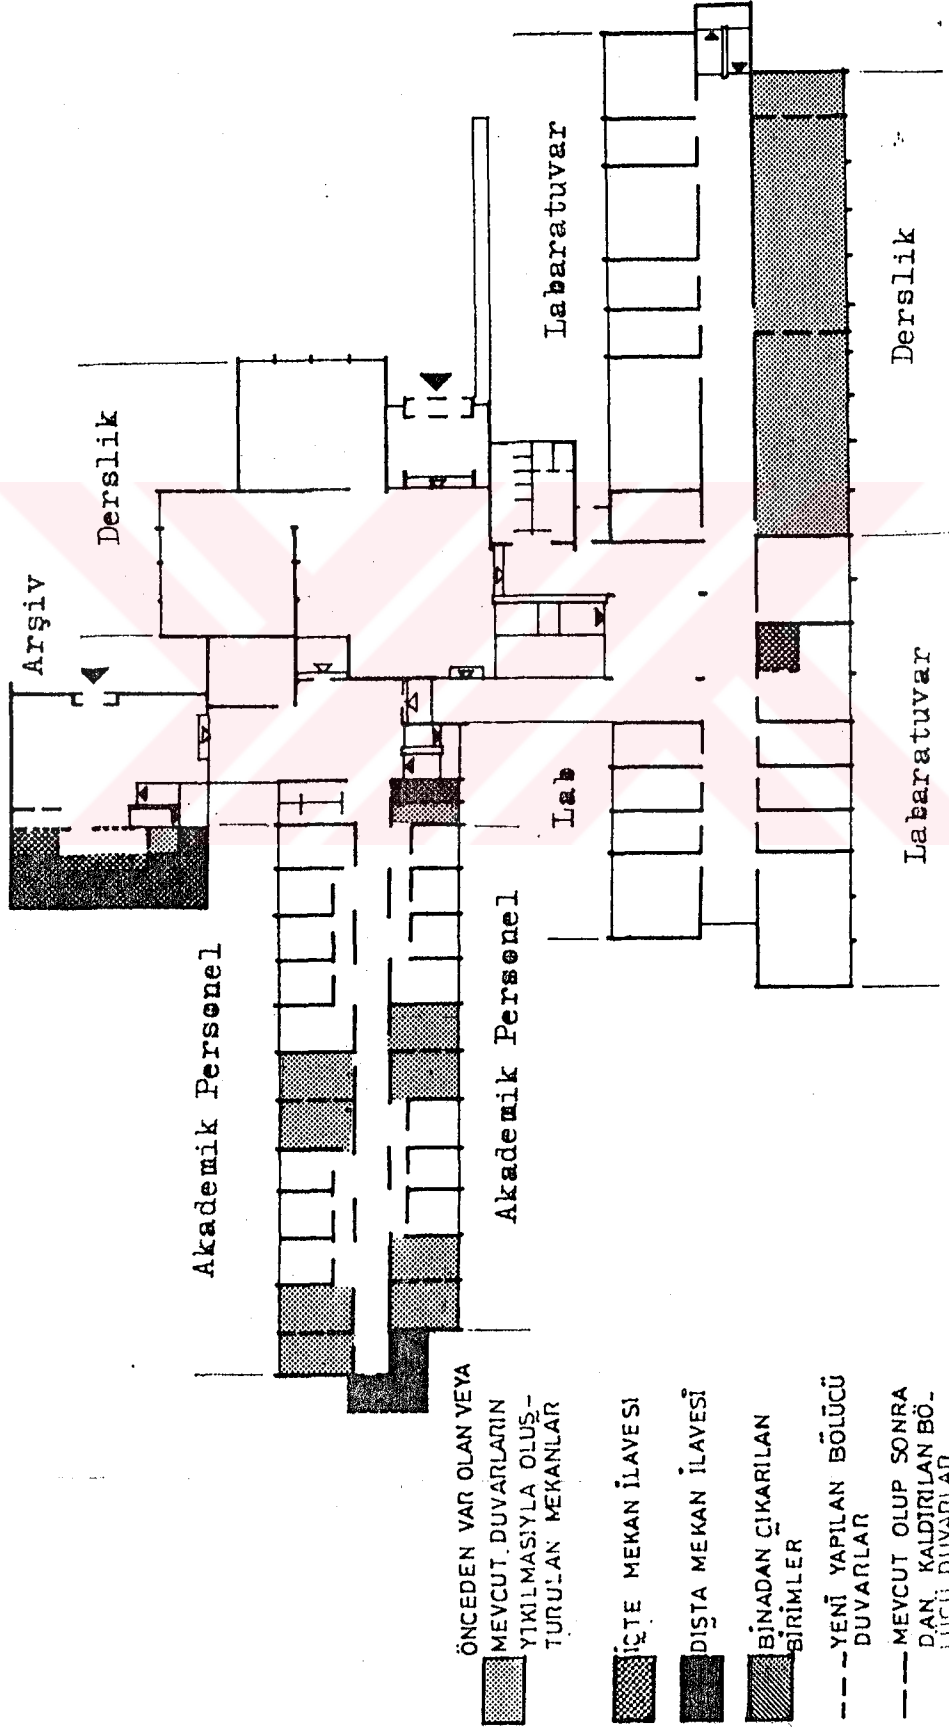 Arşiv
Derslik
Labaratuvar
Akademik Personel
Akademik Personel
Lab
Labaratuvar
Derslik
ÖNCEDEN VAR OLAN VEYA
MEVCUT DUVARLARIN
YIKILMASIYLA OLUŞ-
TURULAN MEKANLAR
İÇTE MEKAN İLAVESİ
DIŞTA MEKAN İLAVESİ
BİNADAN ÇIKARILAN
BİRİMLER
YENİ YAPILAN BÖLÜCÜ
DUVARLAR
MEVCUT OLUP SONRA
DAN KALDIRILAN BÖ-
LÜCÜ DUVARLAR